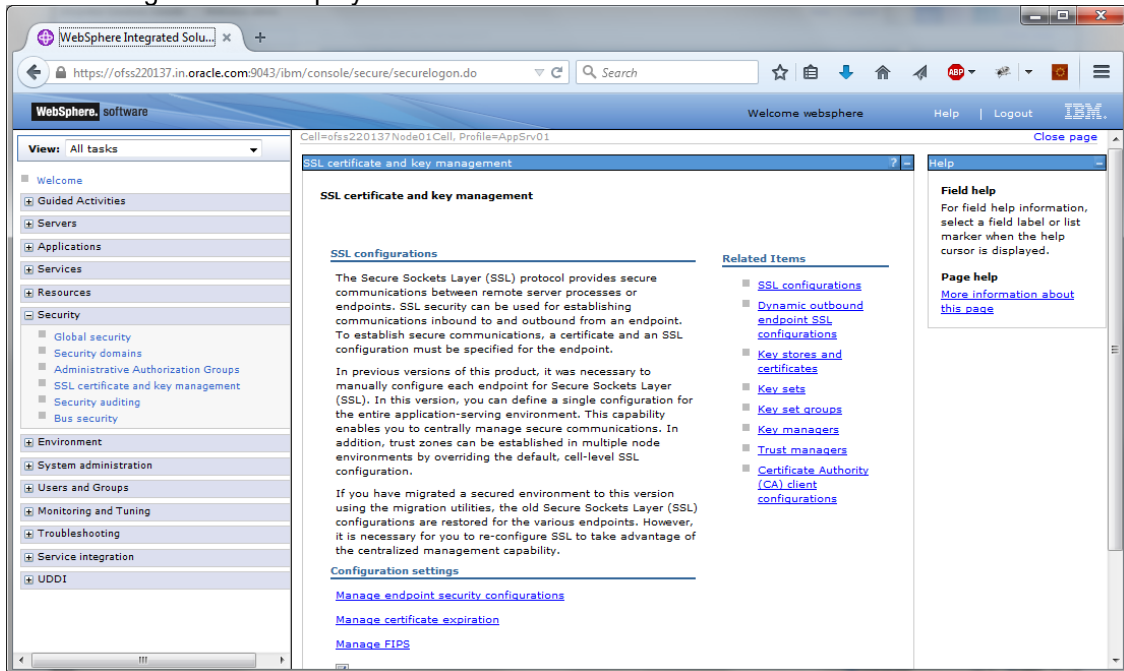 WebSphere Integrated Solu... × +
https://ofss220137.in.oracle.com:9043/ibm/console/secure/securelogon.do
Search
ABP
WebSphere. software
Welcome websphere
Help | Logout
IBM.
View: All tasks
Welcome
Guided Activities
Servers
Applications
Services
Resources
Security
Global security
Security domains
Administrative Authorization Groups
SSL certificate and key management
Security auditing
Bus security
Environment
System administration
Users and Groups
Monitoring and Tuning
Troubleshooting
Service integration
UDDI
Cell=ofss220137Node01Cell, Profile=AppSrv01
Close page
SSL certificate and key management ? -
SSL certificate and key management
SSL configurations
The Secure Sockets Layer (SSL) protocol provides secure
communications between remote server processes or
endpoints. SSL security can be used for establishing
communications inbound to and outbound from an endpoint.
To establish secure communications, a certificate and an SSL
configuration must be specified for the endpoint.
In previous versions of this product, it was necessary to
manually configure each endpoint for Secure Sockets Layer
(SSL). In this version, you can define a single configuration for
the entire application-serving environment. This capability
enables you to centrally manage secure communications. In
addition, trust zones can be established in multiple node
environments by overriding the default, cell-level SSL
configuration.
If you have migrated a secured environment to this version
using the migration utilities, the old Secure Sockets Layer (SSL)
configurations are restored for the various endpoints. However,
it is necessary for you to re-configure SSL to take advantage of
the centralized management capability.
Configuration settings
Manage endpoint security configurations
Manage certificate expiration
Manage FIPS
Related Items
SSL configurations
Dynamic outbound
endpoint SSL
configurations
Key stores and
certificates
Key sets
Key set groups
Key managers
Trust managers
Certificate Authority
(CA) client
configurations
Help -
Field help
For field help information,
select a field label or list
marker when the help
cursor is displayed.
Page help
More information about
this page